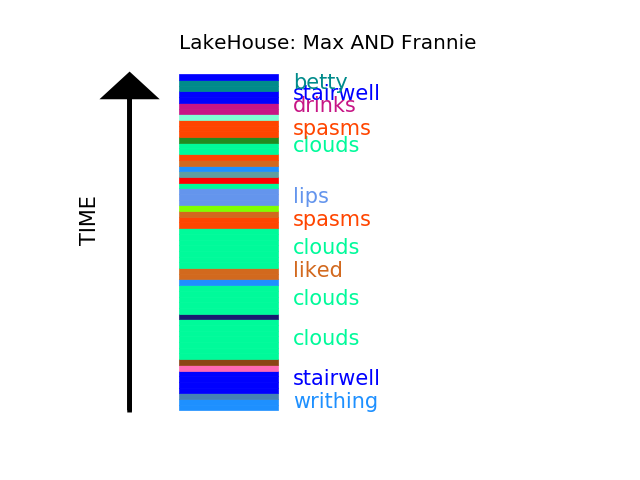 LakeHouse: Max AND Frannie
betty
stairwell
drinks
spasms
clouds
lips
spasms
clouds
liked
clouds
clouds
stairwell
writhing
TIME